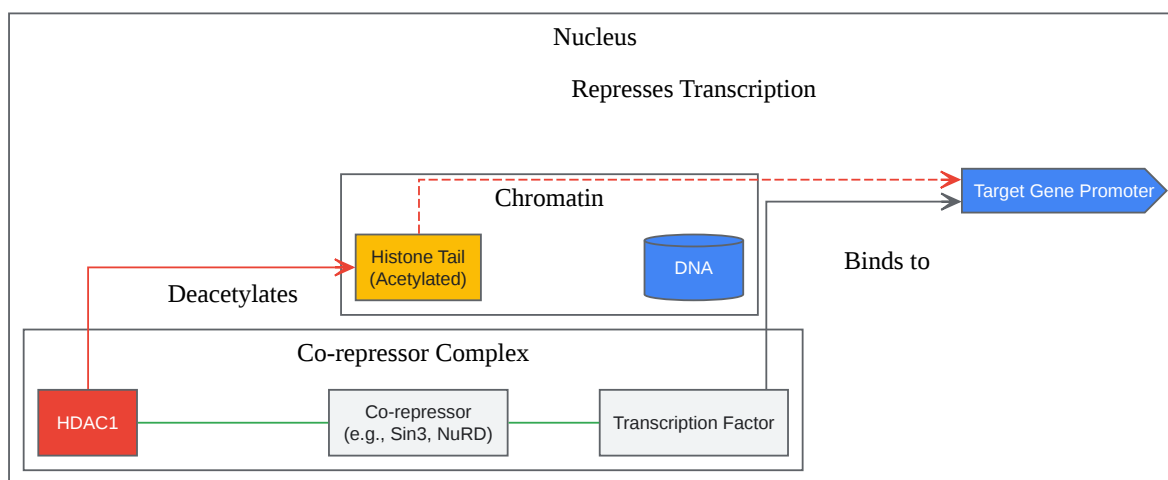 Nucleus
Represses Transcription
Chromatin
Target Gene Promoter
Histone Tail
(Acetylated)
DNA
Binds to
Deacetylates
Co-repressor Complex
HDAC1
Co-repressor
(e.g., Sin3, NuRD)
Transcription Factor